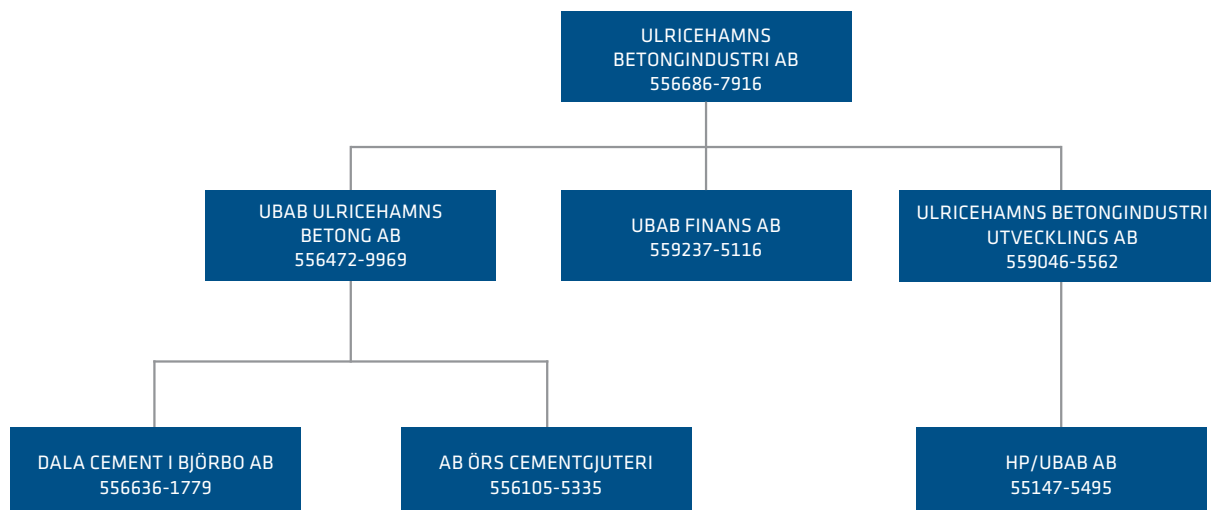 ULRICEHAMNS
BETONGINDUSTRI AB
556686-7916
UBAB ULRICEHAMNS
BETONG AB
556472-9969
UBAB FINANS AB
559237-5116
ULRICEHAMNS BETONGINDUSTRI
UTVECKLINGS AB
559046-5562
DALA CEMENT I BJÖRBO AB
556636-1779
AB ÖRS CEMENTGJUTERI
556105-5335
HP/UBAB AB
55147-5495